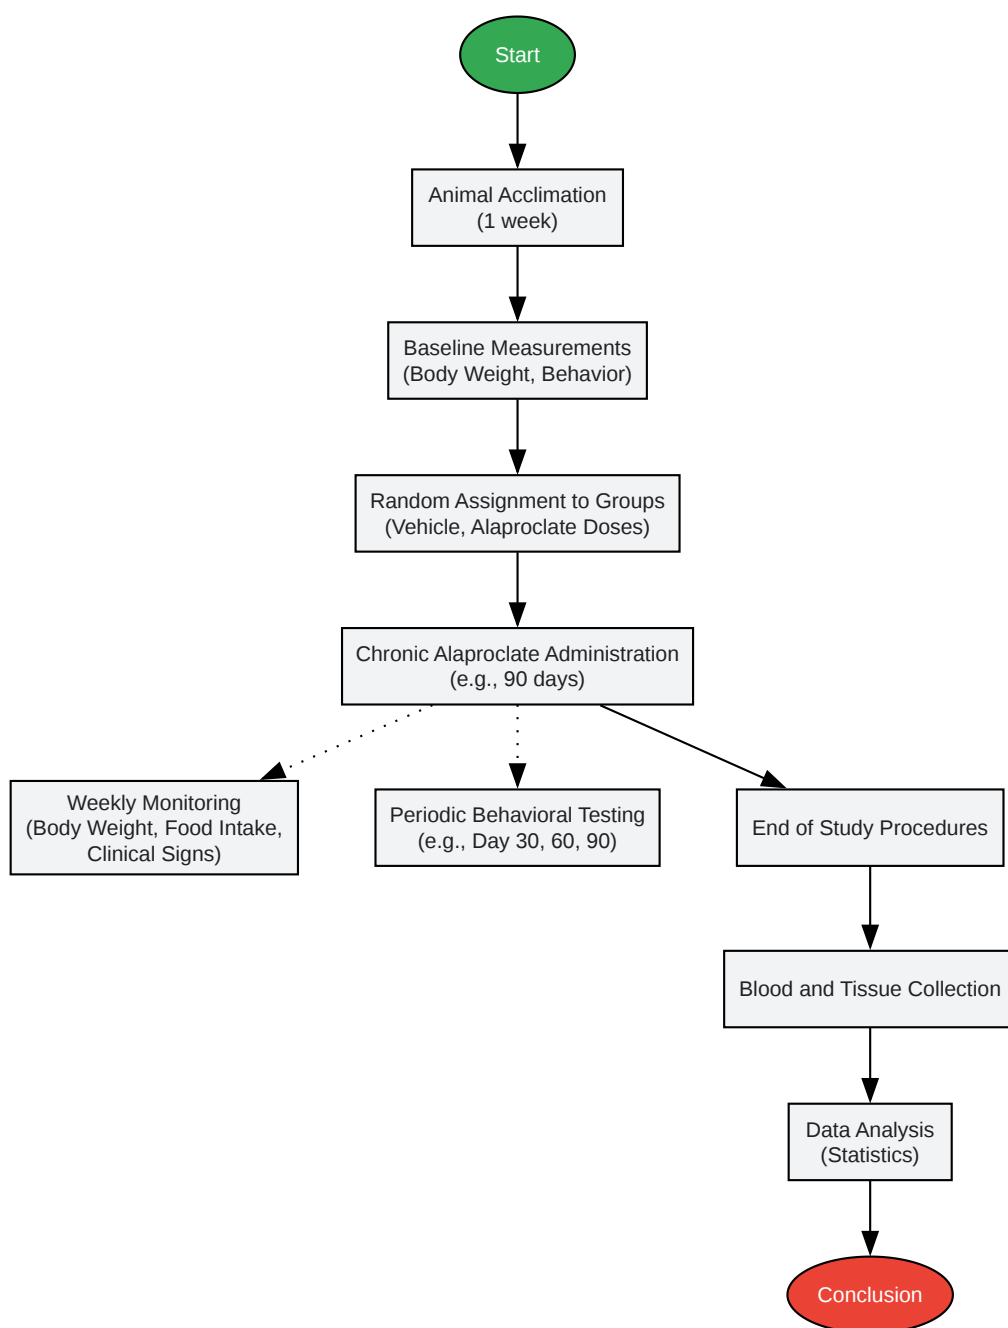 Start
Animal Acclimation
(1 week)
Baseline Measurements
(Body Weight, Behavior)
Random Assignment to Groups
(Vehicle, Alaproclate Doses)
Chronic Alaproclate Administration
(e.g., 90 days)
Weekly Monitoring
(Body Weight, Food Intake,
Clinical Signs)
Periodic Behavioral Testing
(e.g., Day 30, 60, 90)
End of Study Procedures
Blood and Tissue Collection
Data Analysis
(Statistics)
Conclusion